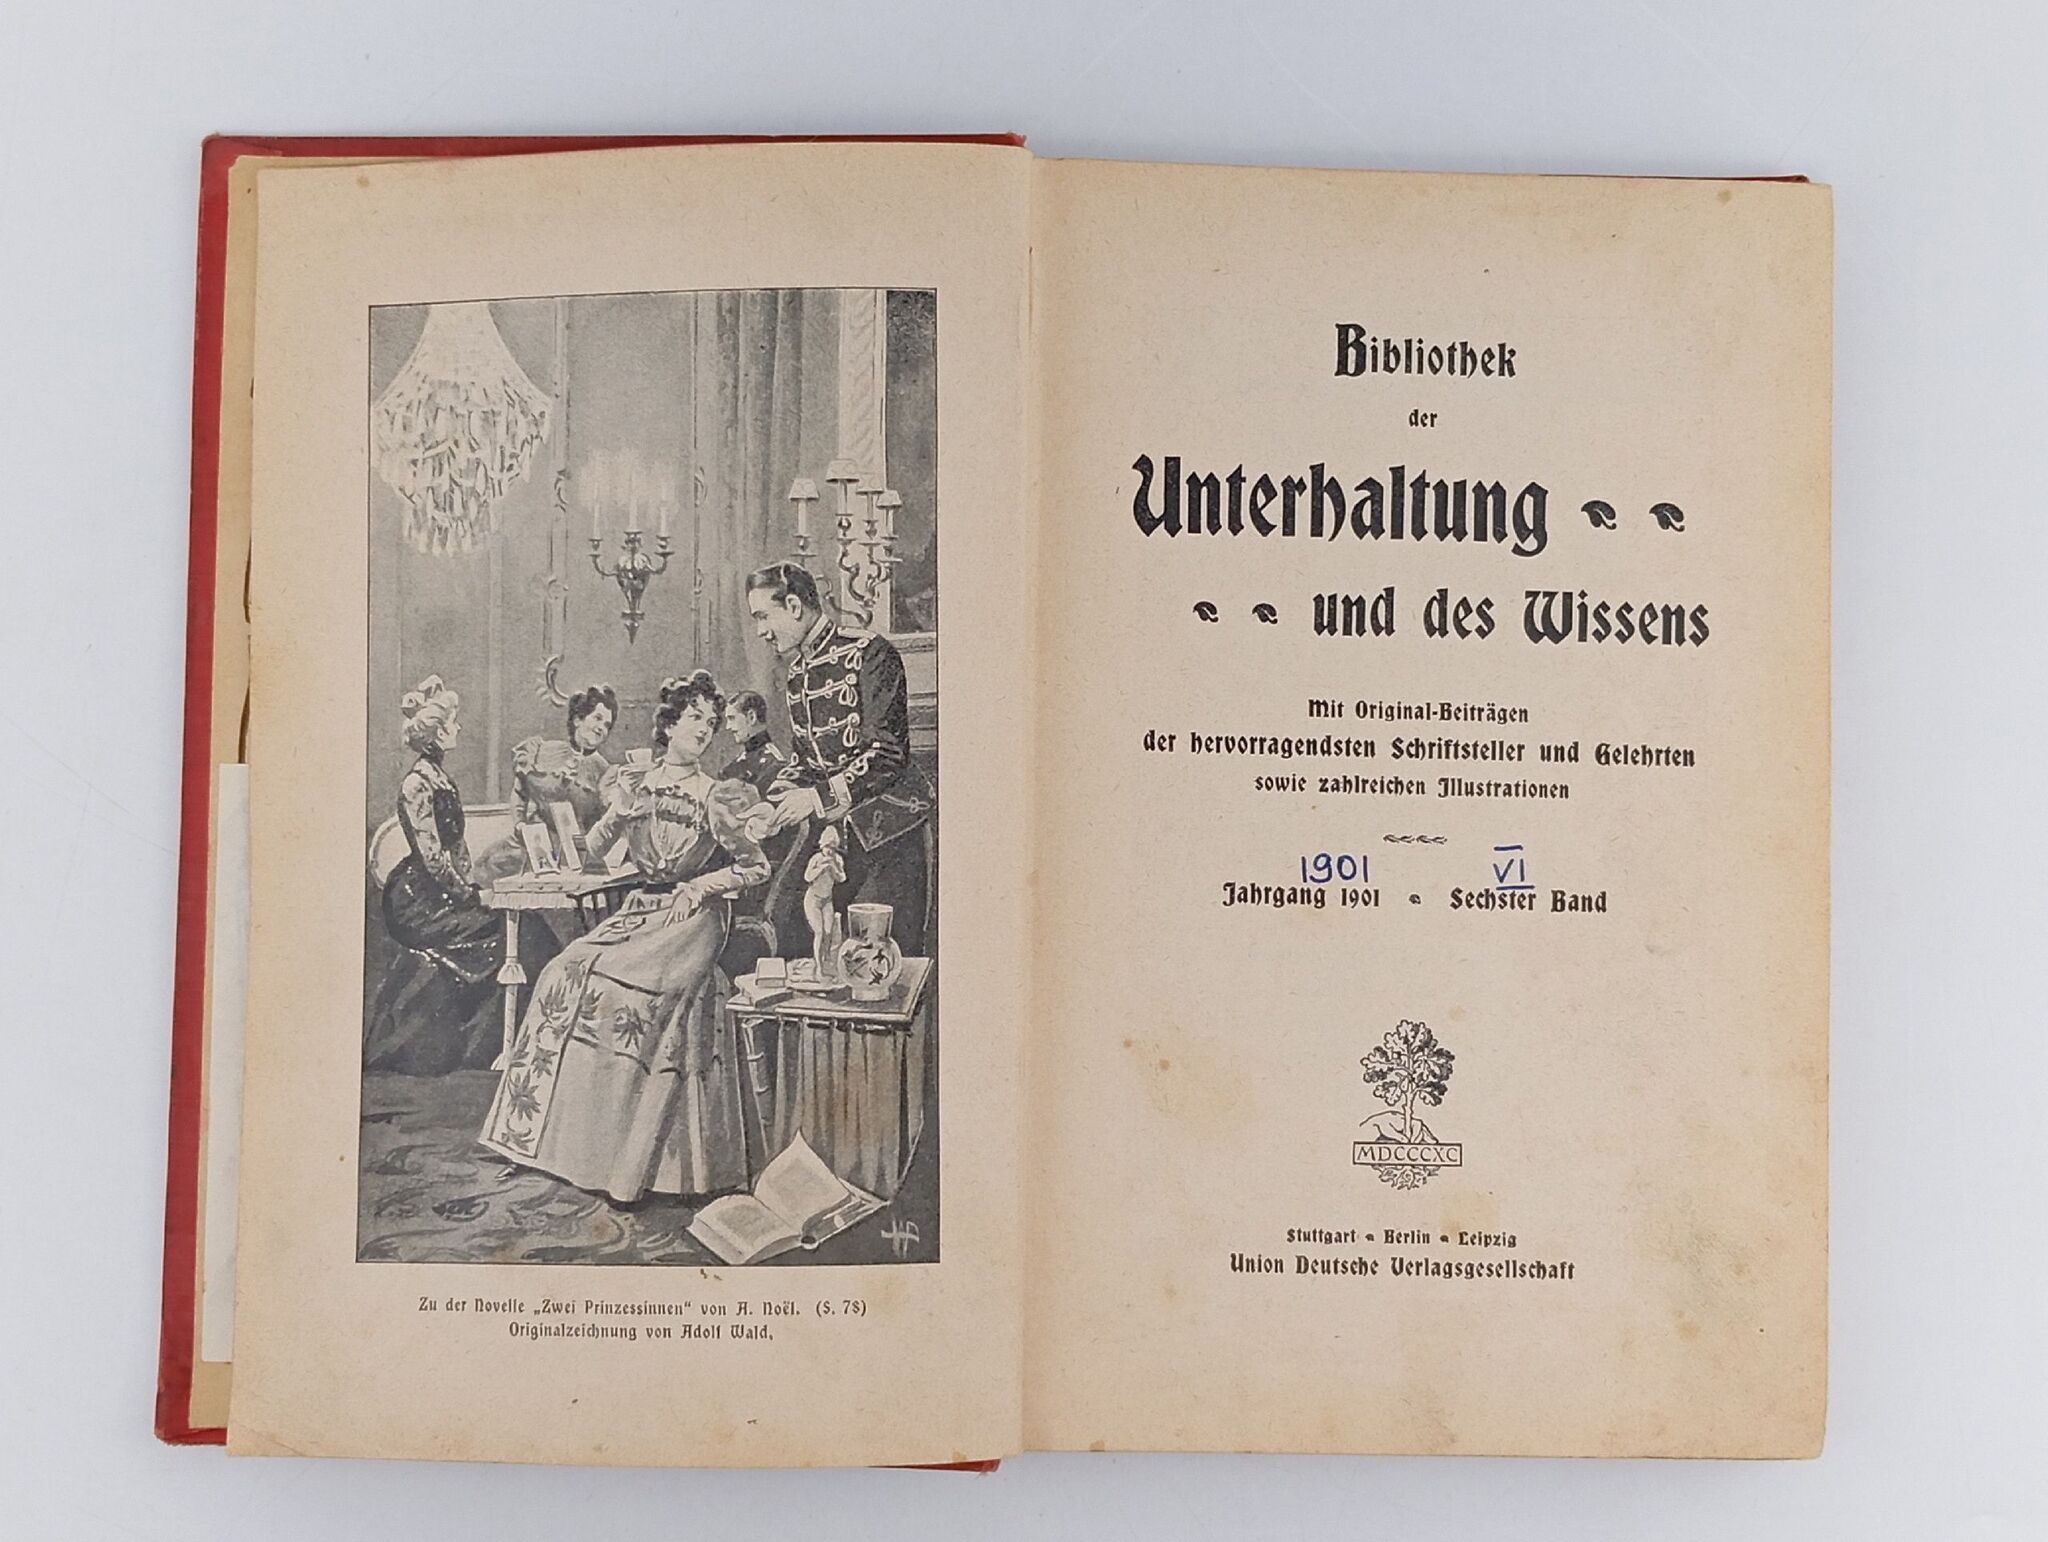 Zu der Novelle „Zwei Prinzessinnen“ von A. Noël. (S. 78)
Originalzeichnung von Adolf Wald.
Bibliothek
der
Unterhaltung
und des Wissens
Mit Original-Beiträgen
der hervorragendsten Schriftsteller und Gelehrten
sowie zahlreichen Illustrationen
1901 VI
Jahrgang 1901 Sechster Band
MDCCCXC
Stuttgart Berlin Leipzig
Union Deutsche Verlagsgesellschaft